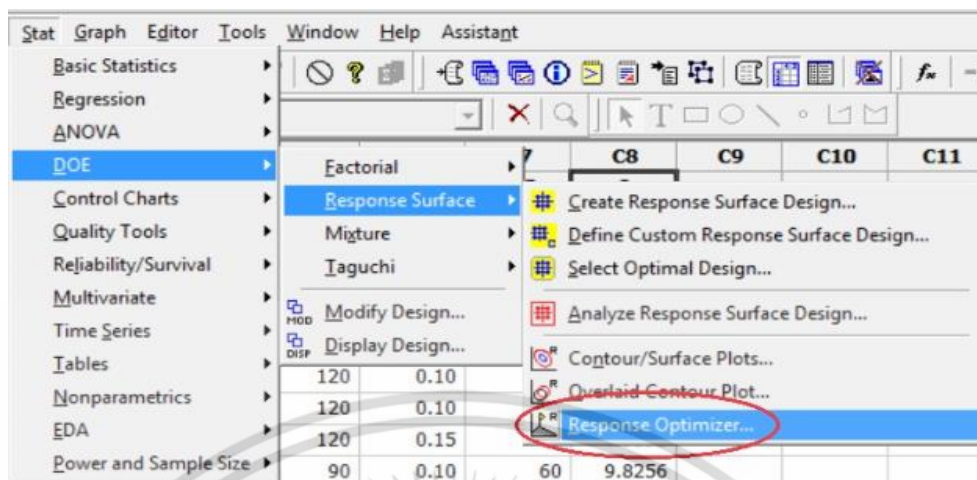 Stat Graph Editor Tools Window Help Assistant
Basic Statistics
Regression
ANOVA
DOE
Control Charts
Quality Tools
Reliability/Survival
Multivariate
Time Series
Tables
Nonparametrics
EDA
Power and Sample Size
Factorial
Response Surface
Mixture
Taguchi
MOD Modify Design...
DISP Display Design...
Create Response Surface Design...
Define Custom Response Surface Design...
Select Optimal Design...
Analyze Response Surface Design...
Contour/Surface Plots...
Overlaid Contour Plot...
Response Optimizer...
C8 C9 C10 C11
120 0.10
120 0.10
120 0.15
90 0.10 60 9.8256